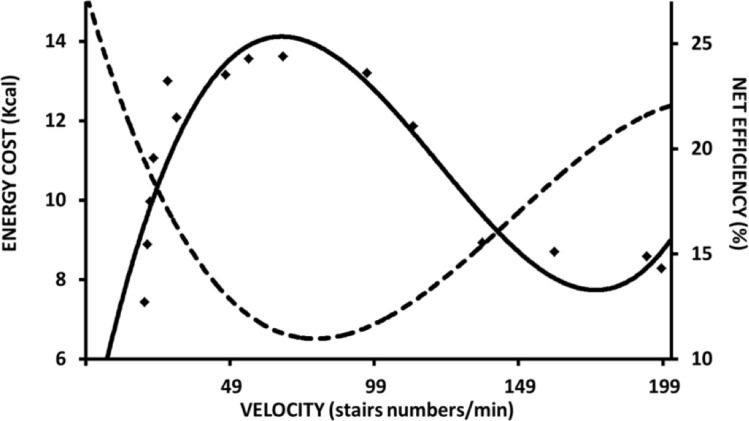 ENERGY COST (Kcal)
14
12
10
8
6
25
20
15
10
NET EFFICIENCY (%)
49 99 149 199
VELOCITY (stairs numbers/min)